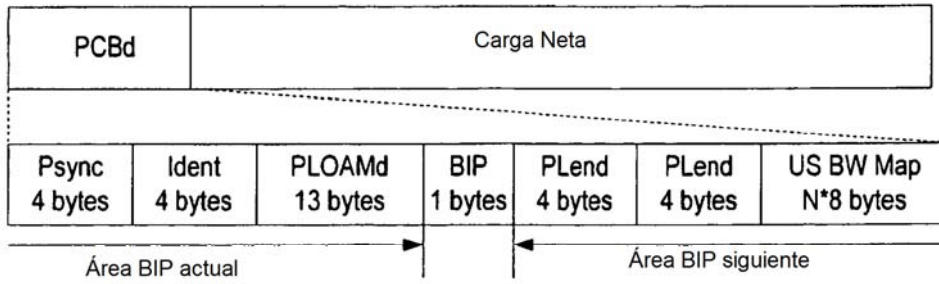 PCBd
Carga Neta
Psync Ident PLOAMd BIP PLend PLend US BW Map
4 bytes 4 bytes 13 bytes 1 bytes 4 bytes 4 bytes N*8 bytes
Área BIP actual
Área BIP siguiente